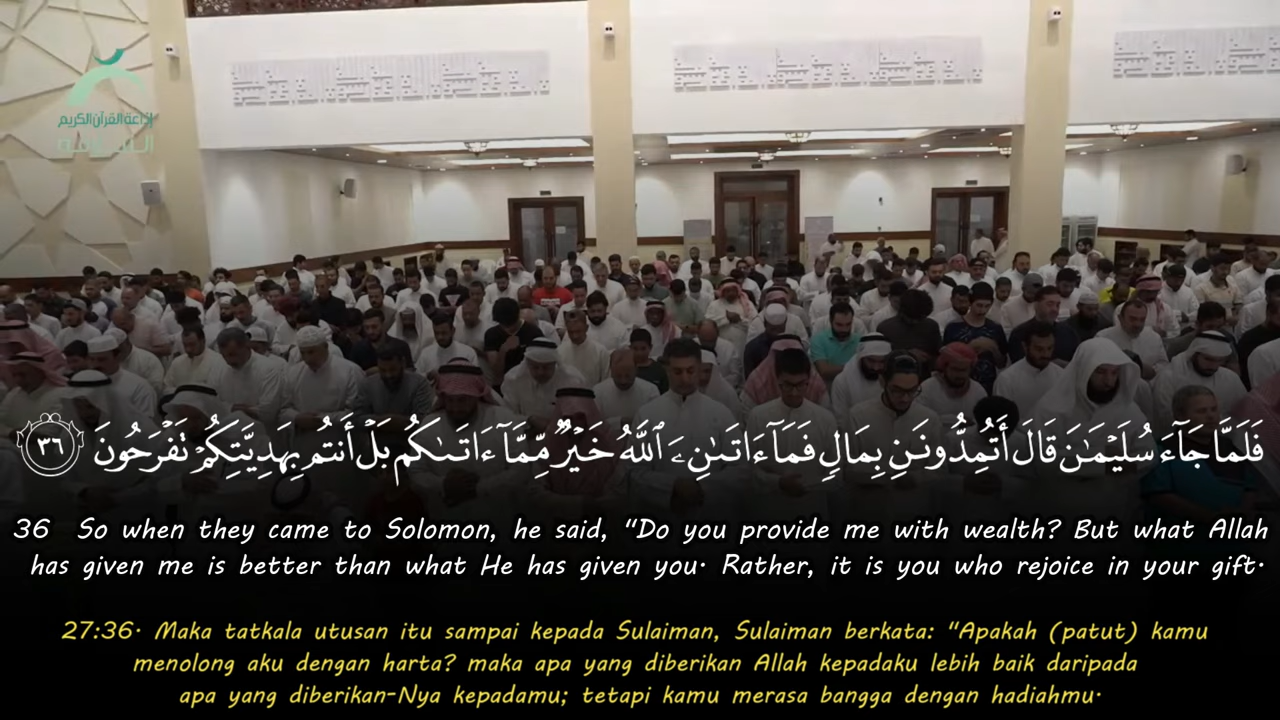 إذاعة القرآن الكريم
فَلَمَّا جَآءَ سُلَيْمَـٰنَ قَالَ أَتُمِدُّونَنِ بِمَالٍ فَمَآ ءَاتَىٰنِۦَ ٱللَّهُ خَيْرٌ مِّمَّآ ءَاتَىٰكُم بَلْ أَنتُم بِهَدِيَّتِكُمْ تَفْرَحُونَ ٣٦
36 So when they came to Solomon, he said, "Do you provide me with wealth? But what Allah
has given me is better than what He has given you. Rather, it is you who rejoice in your gift.
27:36. Maka tatkala utusan itu sampai kepada Sulaiman, Sulaiman berkata: "Apakah (patut) kamu
menolong aku dengan harta? maka apa yang diberikan Allah kepadaku lebih baik daripada
apa yang diberikan-Nya kepadamu; tetapi kamu merasa bangga dengan hadiahmu.